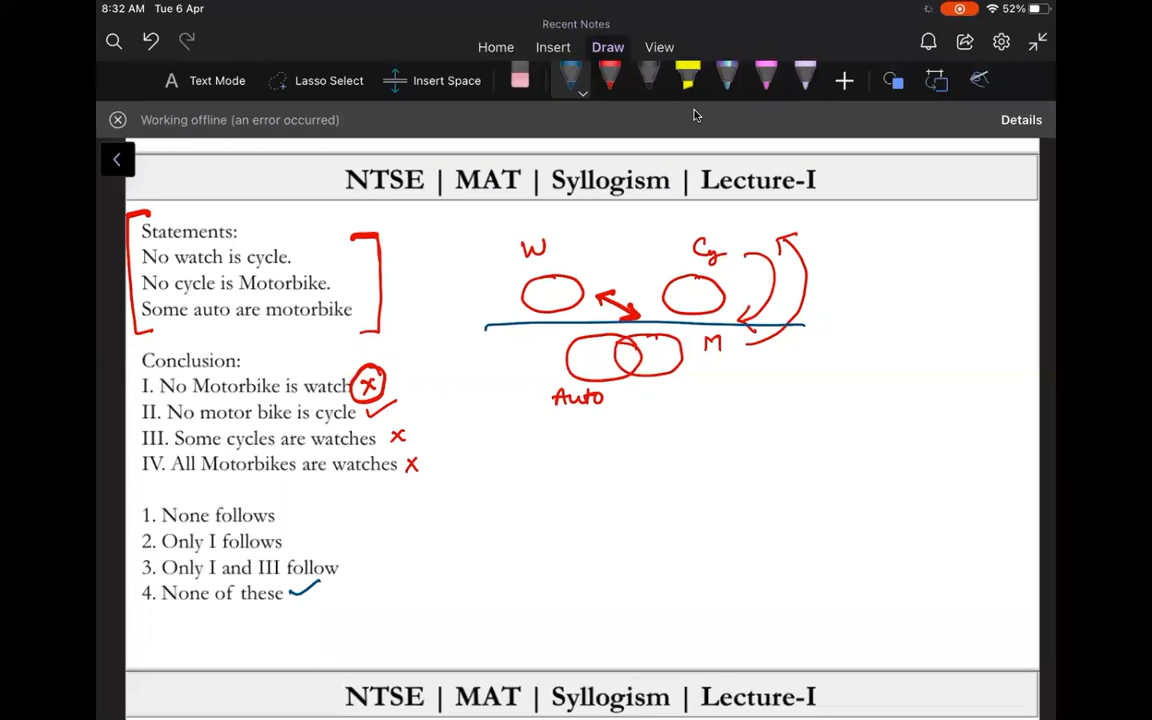 8:32 AM Tue 6 Apr
52%
Recent Notes
Home Insert Draw View
Text Mode Lasso Select Insert Space
Working offline (an error occurred) Details
NTSE | MAT | Syllogism | Lecture-I
Statements:
No watch is cycle.
No cycle is Motorbike.
Some auto are motorbike
W Cy
M
Auto
Conclusion:
I. No Motorbike is watch x
II. No motor bike is cycle ✓
III. Some cycles are watches x
IV. All Motorbikes are watches x
1. None follows
2. Only I follows
3. Only I and III follow
4. None of these ✓
NTSE | MAT | Syllogism | Lecture-I